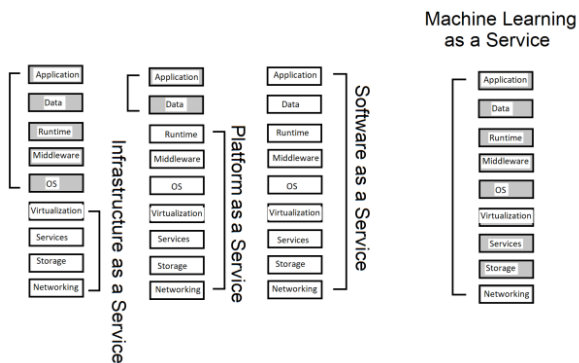 Machine Learning
as a Service
Application
Data
Runtime
Middleware
OS
Virtualization
Services
Storage
Networking
Infrastructure as a Service
Application
Data
Runtime
Middleware
OS
Virtualization
Services
Storage
Networking
Platform as a Service
Application
Data
Runtime
Middleware
OS
Virtualization
Services
Storage
Networking
Software as a Service
Application
Data
Runtime
Middleware
OS
Virtualization
Services
Storage
Networking